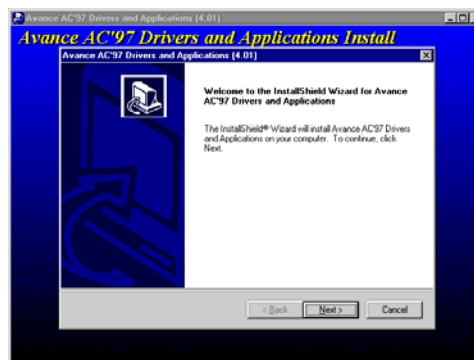 Avance AC'97 Drivers and Applications (4.01)
Avance AC'97 Drivers and Applications Install
Avance AC'97 Drivers and Applications (4.01)
Welcome to the InstallShield Wizard for Avance
AC'97 Drivers and Applications
The InstallShield® Wizard will install Avance AC'97 Drivers
and Applications on your computer. To continue, click
Next.
< Back
Next >
Cancel